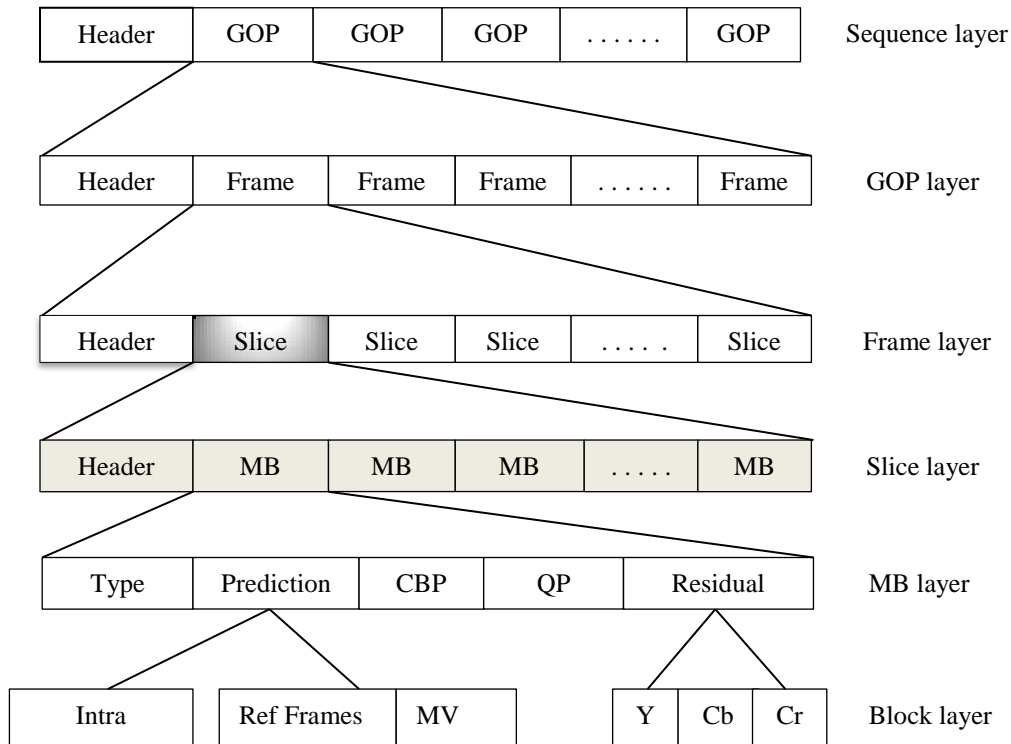 Header GOP GOP GOP . . . . . . GOP Sequence layer
Header Frame Frame Frame . . . . . . Frame GOP layer
Header Slice Slice Slice . . . . . Slice Frame layer
Header MB MB MB . . . . . MB Slice layer
Type Prediction CBP QP Residual MB layer
Intra Ref Frames MV Y Cb Cr Block layer